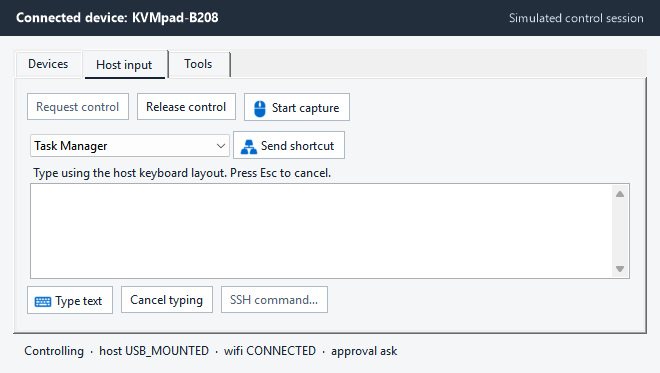 Connected device: KVMpad-B208 Simulated control session
Devices Host input Tools
Request control Release control Start capture
Task Manager Send shortcut
Type using the host keyboard layout. Press Esc to cancel.
Type text Cancel typing SSH command...
Controlling · host USB_MOUNTED · wifi CONNECTED · approval ask